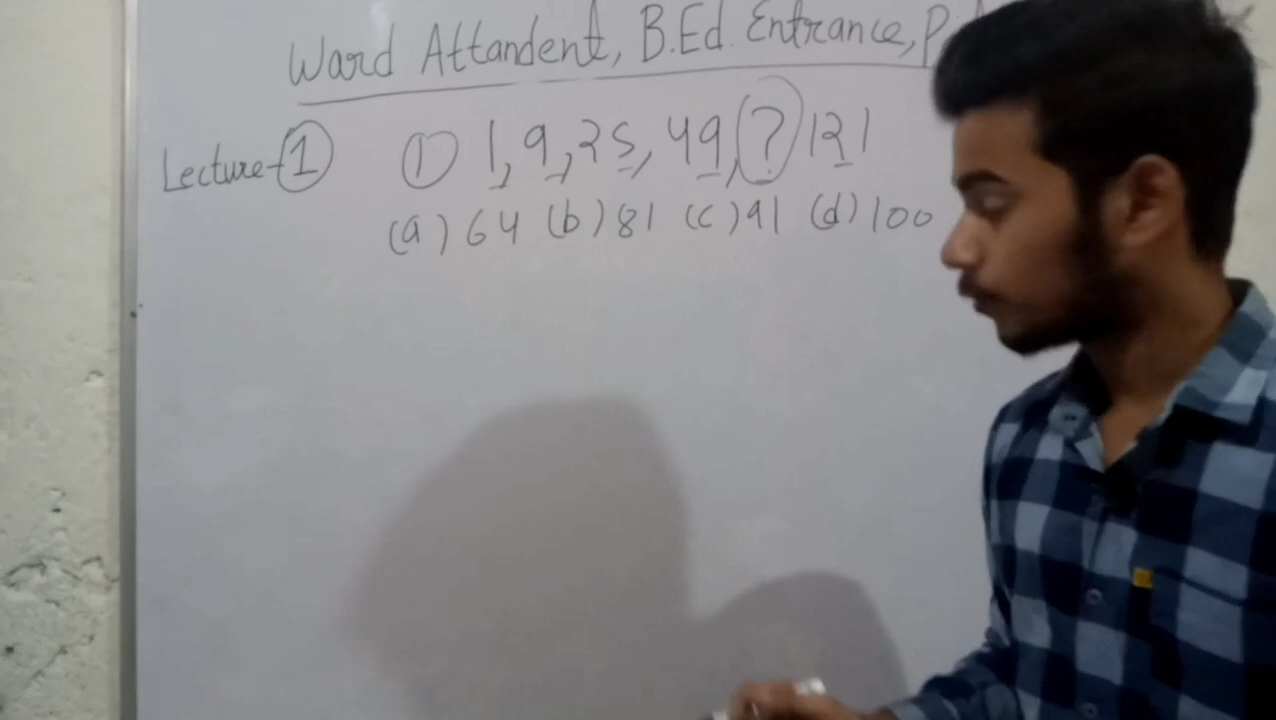 Ward Attandent, B.Ed. Entrance,
Lecture-1 ① 1, 9, 25, 49, ? 121
(a) 64 (b) 81 (c) 91 (d) 100